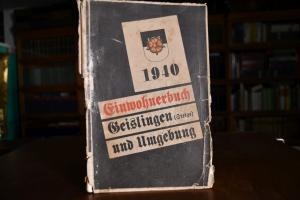 1940
Einwohnerbuch
Geislingen (Steige)
und Umgebung